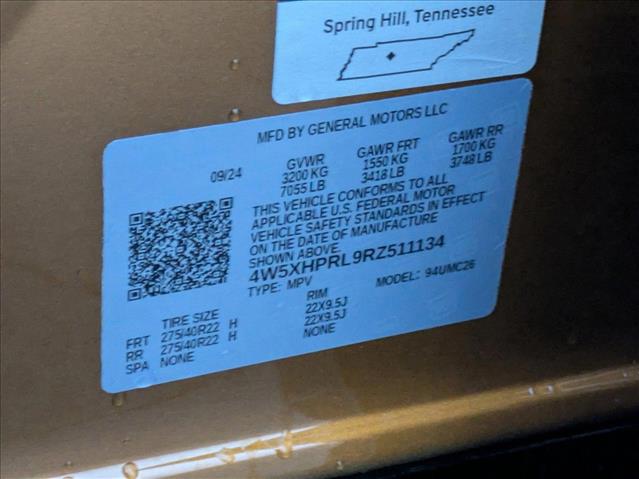 Spring Hill, Tennessee
MFD BY GENERAL MOTORS LLC
09/24 GVWR GAWR FRT GAWR RR
3200 KG 1550 KG 1700 KG
7055 LB 3418 LB 3748 LB
THIS VEHICLE CONFORMS TO ALL
APPLICABLE U.S. FEDERAL MOTOR
VEHICLE SAFETY STANDARDS IN EFFECT
ON THE DATE OF MANUFACTURE
SHOWN ABOVE
4W5XHPRL9RZ511134
TYPE: MPV MODEL: 94UMC26
TIRE SIZE RIM
FRT 275/40R22 H 22X9.5J
RR 275/40R22 H 22X9.5J
SPA NONE NONE